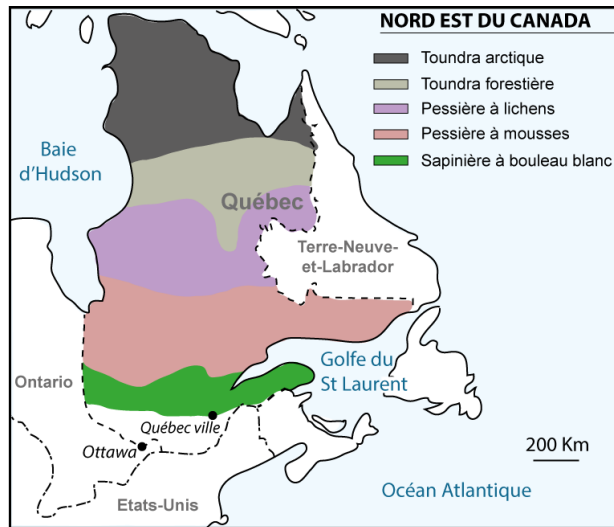 NORD EST DU CANADA
Toundra arctique
Toundra forestière
Pessière à lichens
Pessière à mousses
Sapinière à bouleau blanc
Baie
d'Hudson
Québec
Terre-Neuve-
et-Labrador
Golfe du
St Laurent
Ontario
Québec ville
Ottawa
200 Km
Etats-Unis
Océan Atlantique